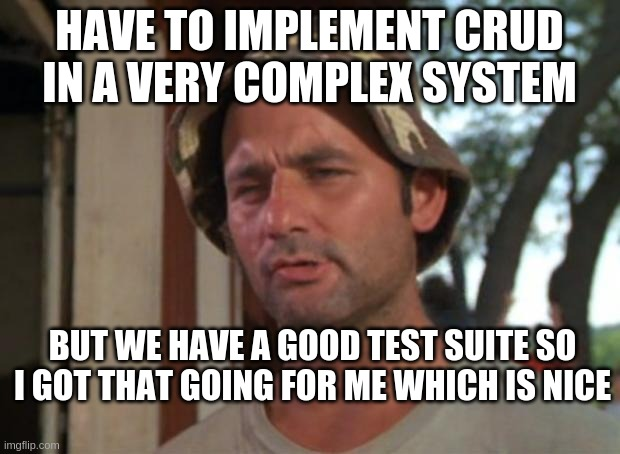 HAVE TO IMPLEMENT CRUD
IN A VERY COMPLEX SYSTEM
BUT WE HAVE A GOOD TEST SUITE SO
I GOT THAT GOING FOR ME WHICH IS NICE
imgflip.com